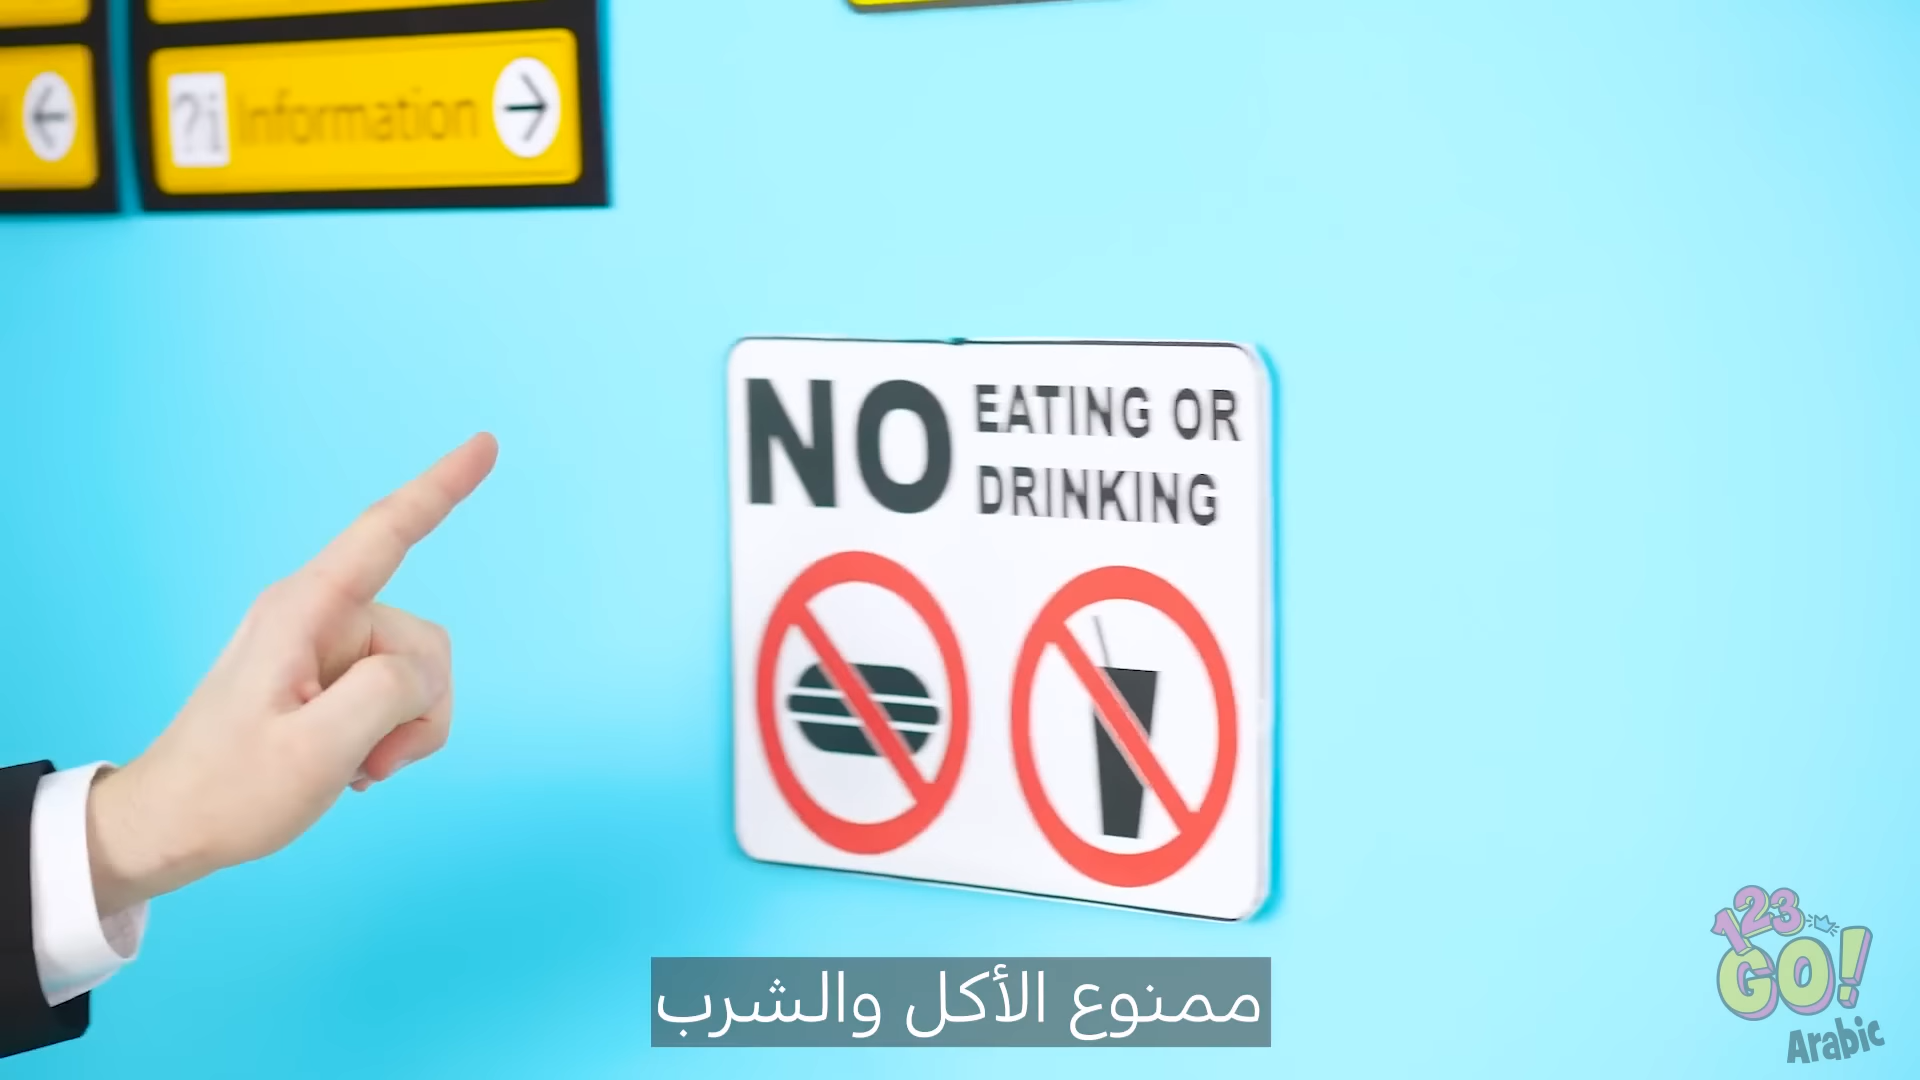 ?i Information
NO EATING OR
DRINKING
ممنوع الأكل والشرب
123
GO!
Arabic